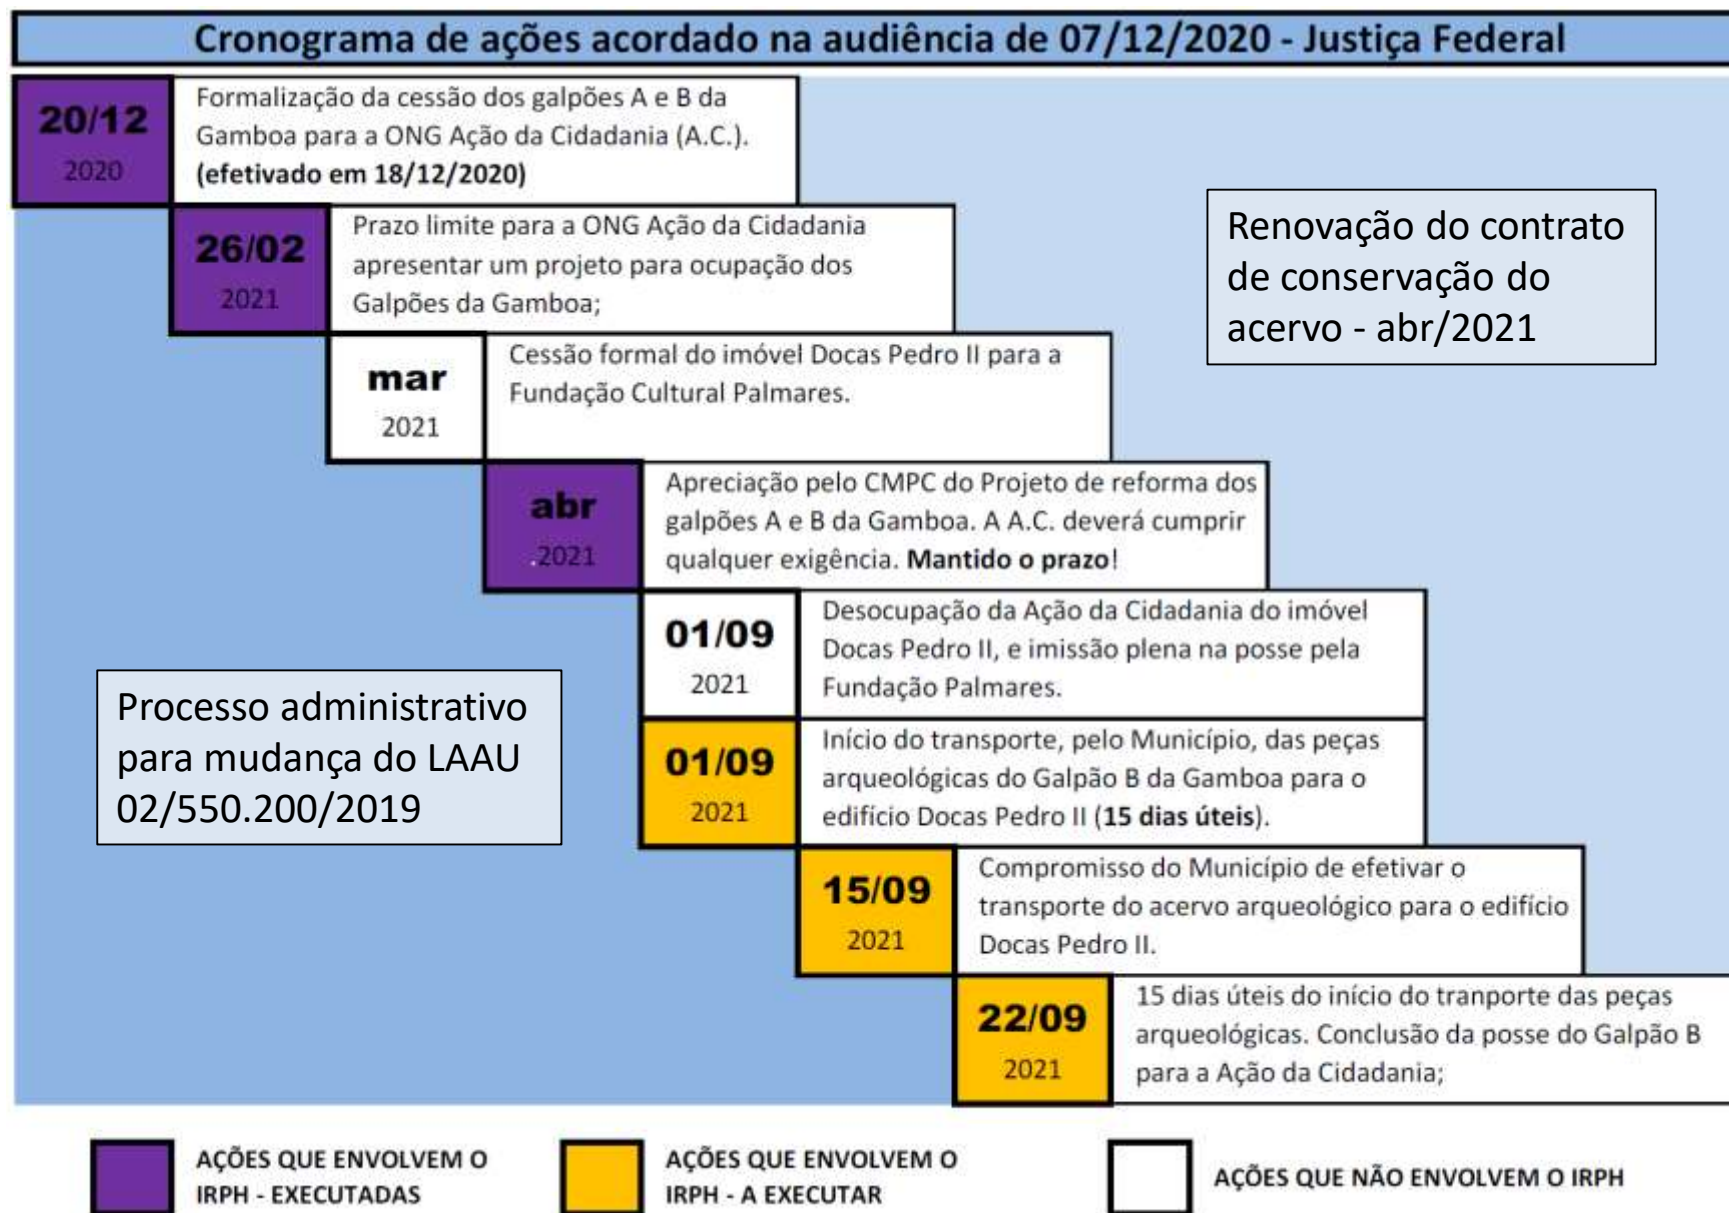 Cronograma de ações acordado na audiência de 07/12/2020 - Justiça Federal
20/12
2020
Formalização da cessão dos galpões A e B da
Gamboa para a ONG Ação da Cidadania (A.C.).
(efetivado em 18/12/2020)
26/02
2021
Prazo limite para a ONG Ação da Cidadania
apresentar um projeto para ocupação dos
Galpões da Gamboa;
Renovação do contrato
de conservação do
acervo - abr/2021
mar
2021
Cessão formal do imóvel Docas Pedro II para a
Fundação Cultural Palmares.
abr
.2021
Apreciação pelo CMPC do Projeto de reforma dos
galpões A e B da Gamboa. A A.C. deverá cumprir
qualquer exigência. Mantido o prazo!
01/09
2021
Desocupação da Ação da Cidadania do imóvel
Docas Pedro II, e imissão plena na posse pela
Fundação Palmares.
Processo administrativo
para mudança do LAAU
02/550.200/2019
01/09
2021
Início do transporte, pelo Município, das peças
arqueológicas do Galpão B da Gamboa para o
edifício Docas Pedro II (15 dias úteis).
15/09
2021
Compromisso do Município de efetivar o
transporte do acervo arqueológico para o edifício
Docas Pedro II.
22/09
2021
15 dias úteis do início do tranporte das peças
arqueológicas. Conclusão da posse do Galpão B
para a Ação da Cidadania;
AÇÕES QUE ENVOLVEM O
IRPH - EXECUTADAS
AÇÕES QUE ENVOLVEM O
IRPH - A EXECUTAR
AÇÕES QUE NÃO ENVOLVEM O IRPH